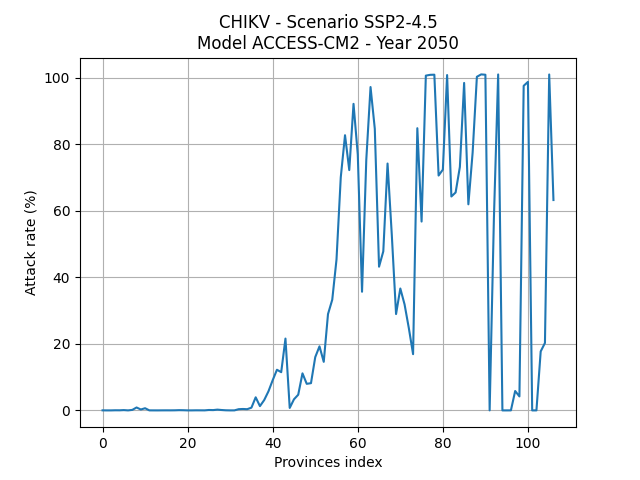 CHIKV - Scenario SSP2-4.5
Model ACCESS-CM2 - Year 2050
Attack rate (%)
100
80
60
40
20
0
0 20 40 60 80 100
Provinces index